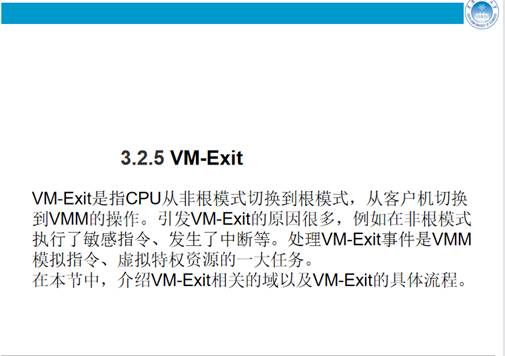 3.2.5 VM-Exit
VM-Exit是指CPU从非根模式切换到根模式，从客户机切换
到VMM的操作。引发VM-Exit的原因很多，例如在非根模式
执行了敏感指令、发生了中断等。处理VM-Exit事件是VMM
模拟指令、虚拟特权资源的一大任务。
在本节中，介绍VM-Exit相关的域以及VM-Exit的具体流程。